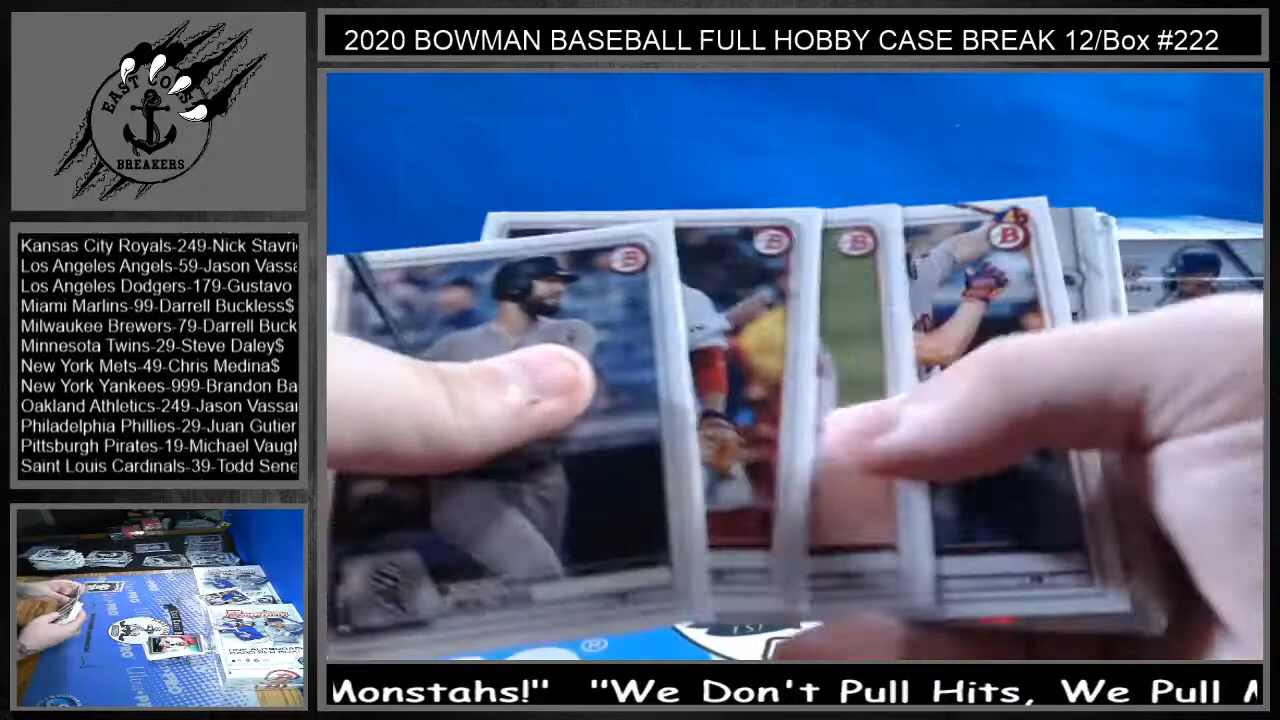 2020 BOWMAN BASEBALL FULL HOBBY CASE BREAK 12/Box #222
EAST COAST
BREAKERS
Kansas City Royals-249-Nick Stavri
Los Angeles Angels-59-Jason Vassa
Los Angeles Dodgers-179-Gustavo
Miami Marlins-99-Darrell Buckless$
Milwaukee Brewers-79-Darrell Buck
Minnesota Twins-29-Steve Daley$
New York Mets-49-Chris Medina$
New York Yankees-999-Brandon Ba
Oakland Athletics-249-Jason Vassar
Philadelphia Phillies-29-Juan Gutier
Pittsburgh Pirates-19-Michael Vaugh
Saint Louis Cardinals-39-Todd Sene
B
B
B
B
®
EST
Monstahs!" "We Don't Pull Hits, We Pull